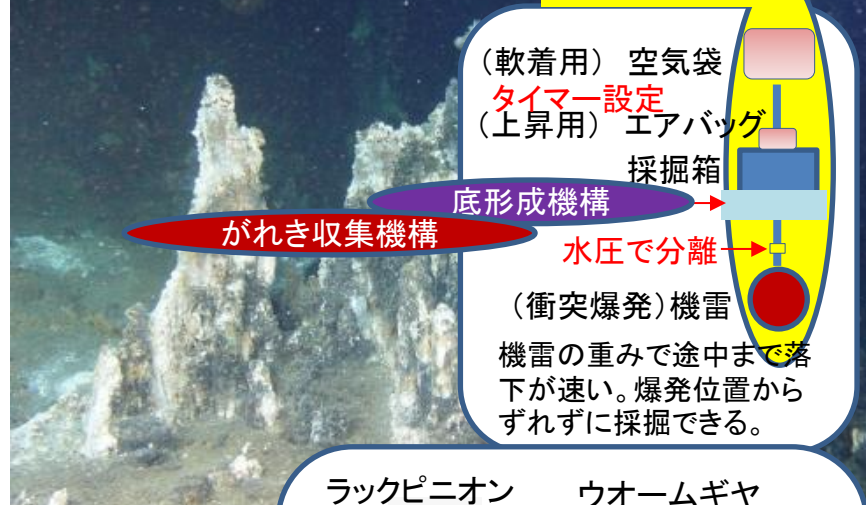 (軟着用) 空気袋
タイマー設定
(上昇用) エアバッグ
採掘箱
底形成機構
がれき収集機構
水圧で分離
(衝突爆発)機雷
機雷の重みで途中まで落
下が速い。爆発位置から
ずれずに採掘できる。
ラックピニオン ウオームギヤ